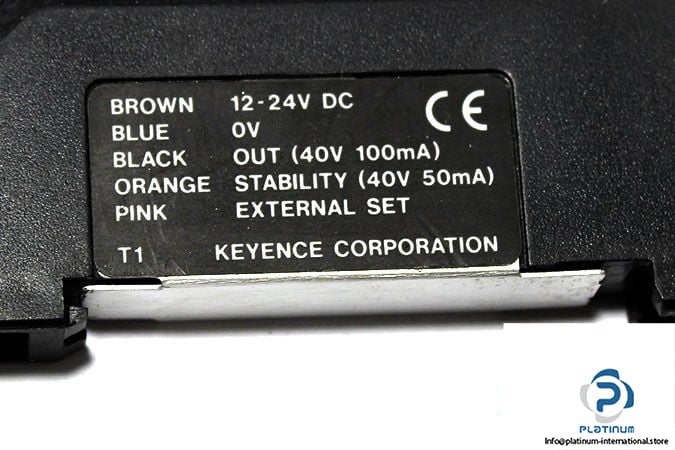 BROWN 12-24V DC
BLUE 0V
BLACK OUT (40V 100mA)
ORANGE STABILITY (40V 50mA)
PINK EXTERNAL SET
T1 KEYENCE CORPORATION
CE
P
PLATINUM
Info@platinum-international.store